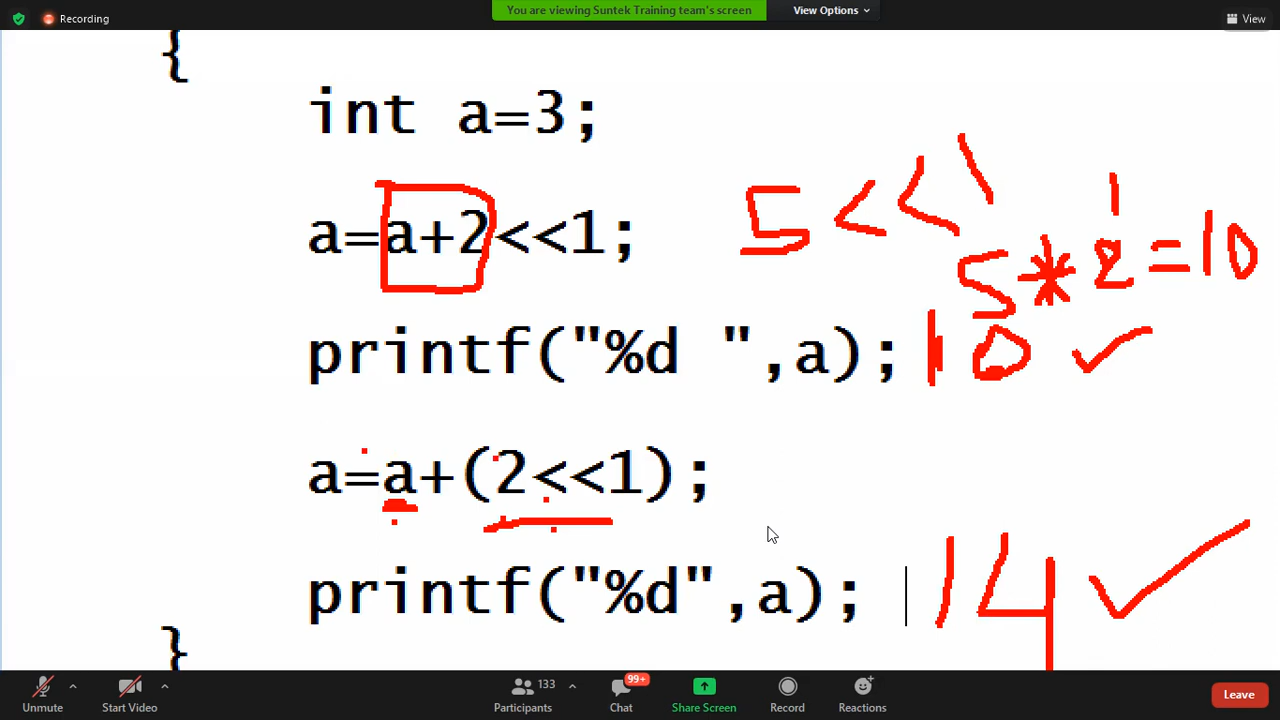 Recording
You are viewing Suntek Training team's screen
View Options
View
{
int a=3;
a=a+2<<1;
5<<1
1
5*2=10
printf("%d ",a);
10
a=a+(2<<1);
printf("%d",a);
14
}
Unmute
Start Video
133
Participants
99+
Chat
Share Screen
Record
Reactions
Leave